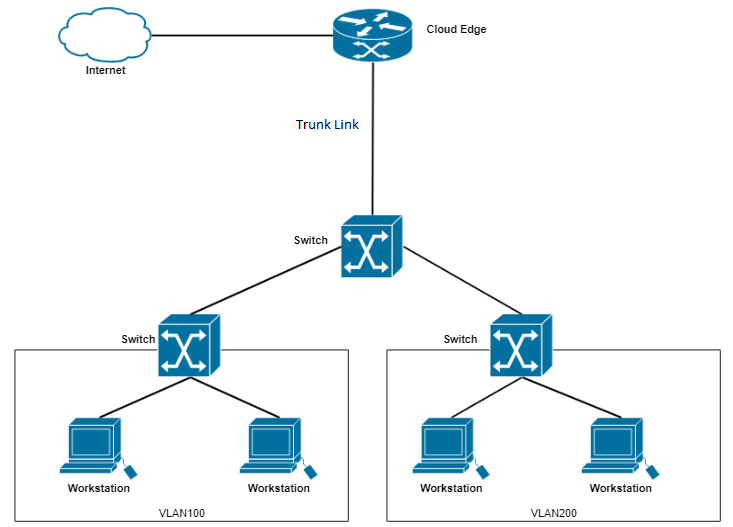 Cloud Edge
Internet
Trunk Link
Switch
Switch
Switch
Workstation
Workstation
Workstation
Workstation
VLAN100
VLAN200